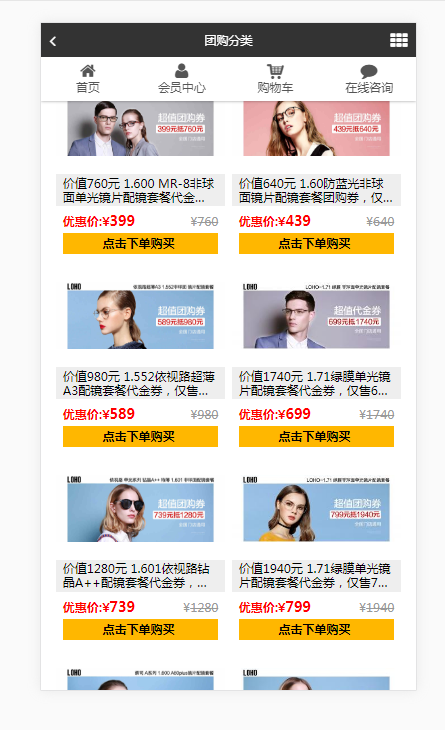 团购分类
首页 会员中心 购物车 在线咨询
超值团购券 超值团购券
399元抵760元 439元抵640元
价值760元 1.600 MR-8非球 价值640元 1.60防蓝光非球
面单光镜片配镜套餐代金... 面镜片配镜套餐团购券，仅...
优惠价:¥399 ¥760 优惠价:¥439 ¥640
点击下单购买 点击下单购买
LOHO LOHO
超值团购券 超值代金券
589元抵980元 699元抵1740元
价值980元 1.552依视路超薄 价值1740元 1.71绿膜单光镜
A3配镜套餐代金券，仅售... 片配镜套餐代金券，仅售6...
优惠价:¥589 ¥980 优惠价:¥699 ¥1740
点击下单购买 点击下单购买
LOHO LOHO
超值团购券 超值团购券
739元抵1280元 799元抵1940元
价值1280元 1.601依视路钻 价值1940元 1.71绿膜单光镜
晶A++配镜套餐代金券，... 片配镜套餐代金券，仅售7...
优惠价:¥739 ¥1280 优惠价:¥799 ¥1940
点击下单购买 点击下单购买
LOHO LOHO